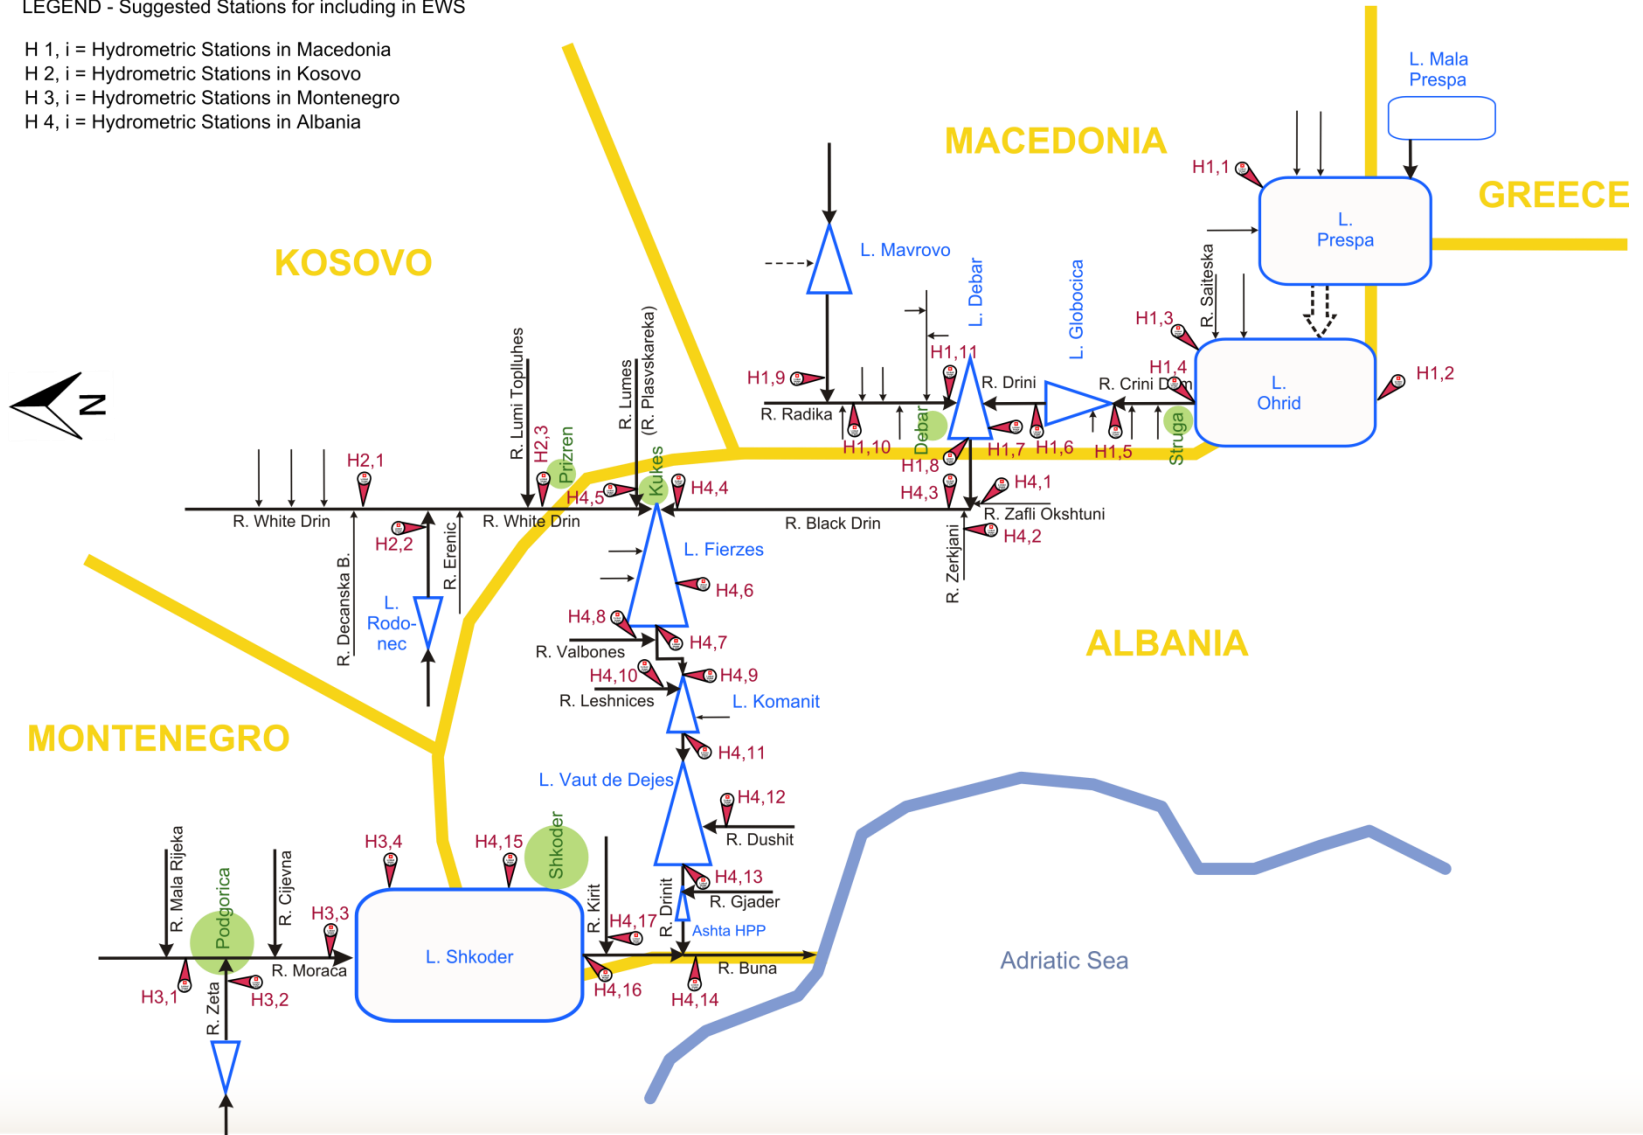 LEGEND - Suggested Stations for including in EWS
H 1, i = Hydrometric Stations in Macedonia
H 2, i = Hydrometric Stations in Kosovo
H 3, i = Hydrometric Stations in Montenegro
H 4, i = Hydrometric Stations in Albania
L. Mala
Prespa
MACEDONIA
H1,1
GREECE
L.
Prespa
KOSOVO
L. Mavrovo
L. Debar
L. Globocica
R. Saiteska
H1,3
R. Lumi Toplluhes
R. Lumes
(R. Plasvskareka)
H1,11
H1,4
H1,9
R. Drini
R. Crini D
m
H1,2
L.
Ohrid
R. Radika
Debar
Struga
H1,10
H1,7
H1,6
H1,5
H1,8
N
H2,1
H2,3
Prizren
Kukes
H4,5
H4,4
H4,3
H4,1
R. White Drin
R. White Drin
R. Black Drin
R. Zafli Okshtuni
H2,2
H4,2
R. Decanska B.
R. Erenic
L. Fierzes
R. Zerkjani
H4,6
L.
Rodo-
nec
H4,8
H4,7
ALBANIA
R. Valbones
H4,10
H4,9
R. Leshnices
L. Komanit
MONTENEGRO
H4,11
L. Vaut de Dejes
H4,12
R. Mala Rijeka
Podgorica
R. Cijevna
H3,4
H4,15
Shkoder
R. Dushit
H4,13
R. Kirit
R. Drinit
R. Gjader
H3,3
H4,17
Ashta HPP
L. Shkoder
R. Moraca
R. Buna
Adriatic Sea
H3,1
R. Zeta
H3,2
H4,16
H4,14